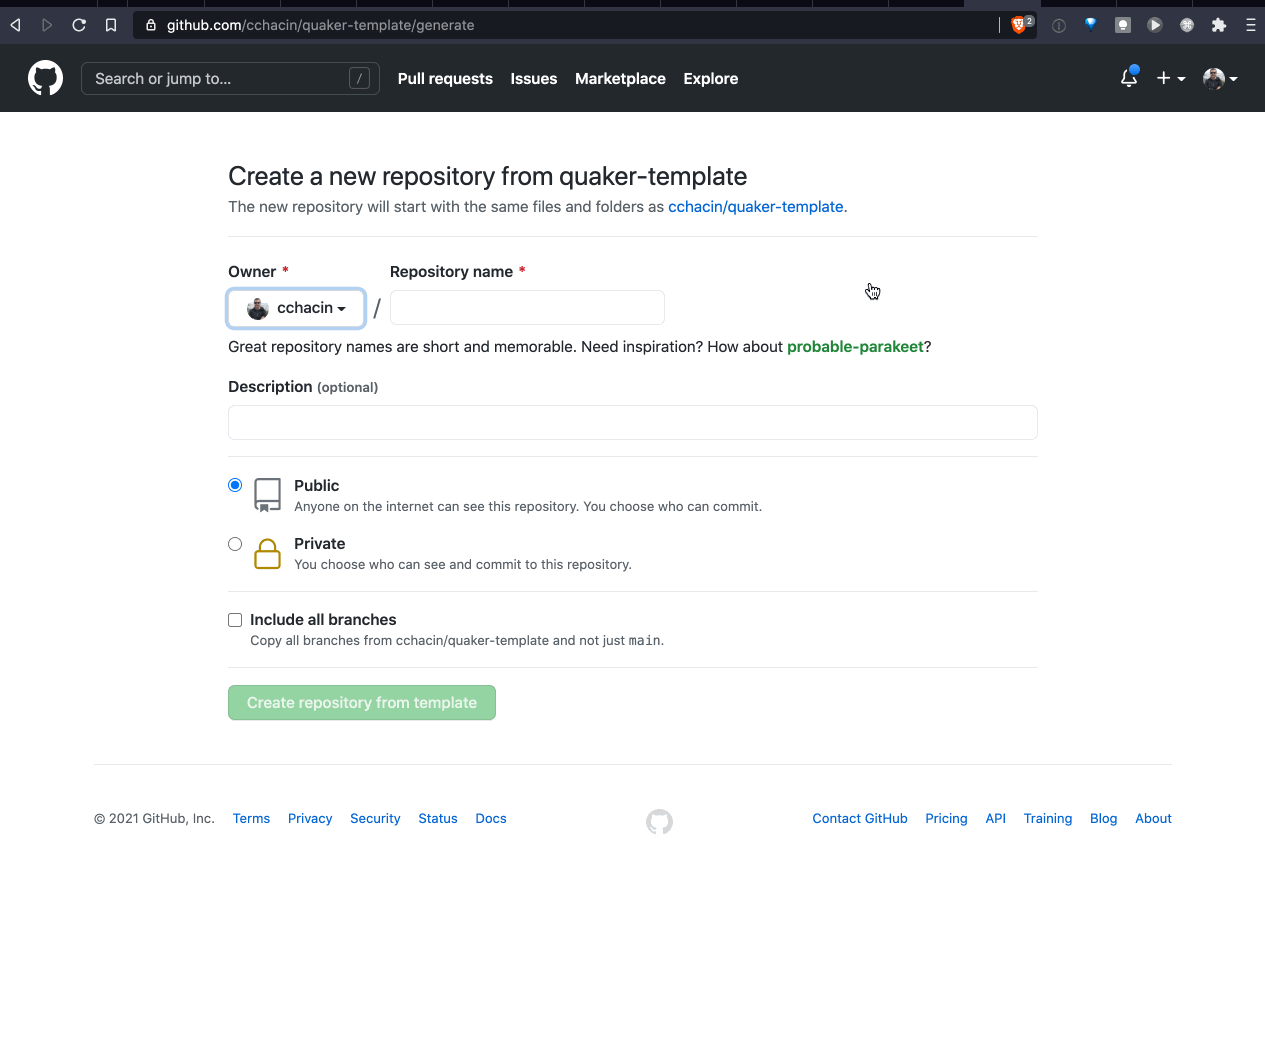 github.com/cchacin/quaker-template/generate
2
Search or jump to...
/
Pull requests
Issues
Marketplace
Explore
Create a new repository from quaker-template
The new repository will start with the same files and folders as cchacin/quaker-template.
Owner *
Repository name *
cchacin
/
Great repository names are short and memorable. Need inspiration? How about probable-parakeet?
Description (optional)
Public
Anyone on the internet can see this repository. You choose who can commit.
Private
You choose who can see and commit to this repository.
Include all branches
Copy all branches from cchacin/quaker-template and not just main.
Create repository from template
© 2021 GitHub, Inc.
Terms
Privacy
Security
Status
Docs
Contact GitHub
Pricing
API
Training
Blog
About